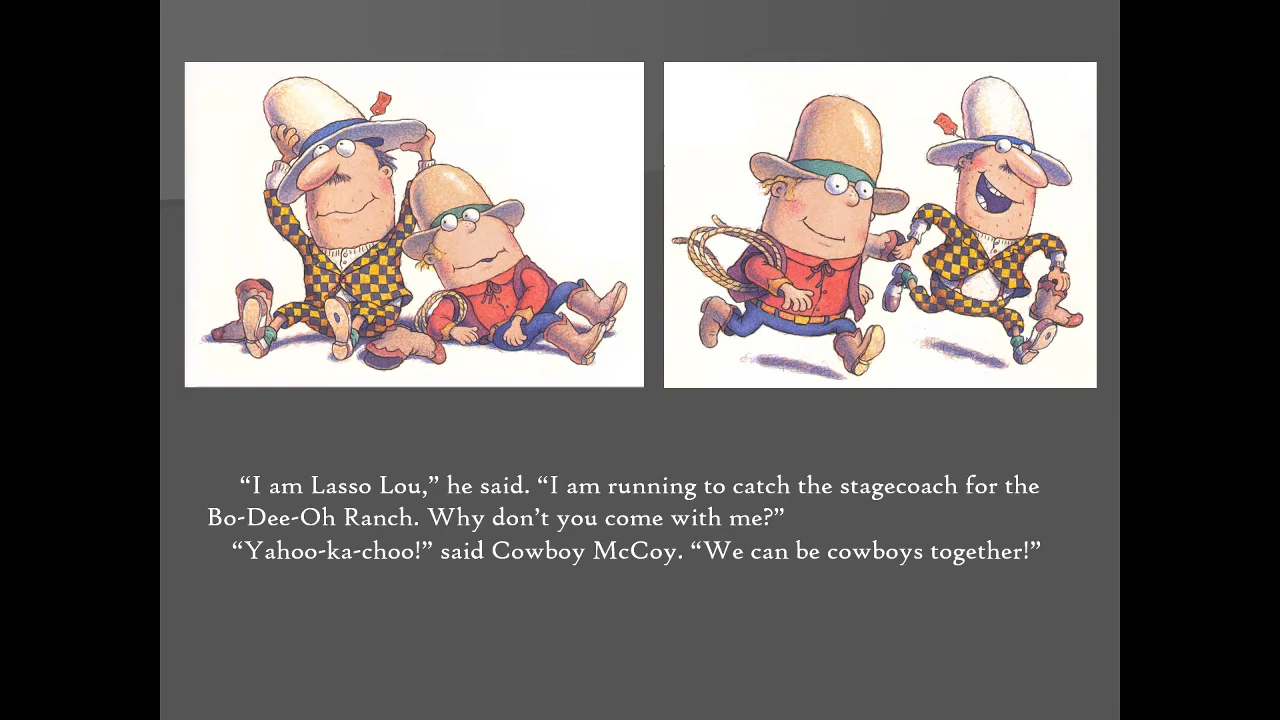 “I am Lasso Lou,” he said. “I am running to catch the stagecoach for the
Bo-Dee-Oh Ranch. Why don’t you come with me?”
“Yahoo-ka-choo!” said Cowboy McCoy. “We can be cowboys together!”